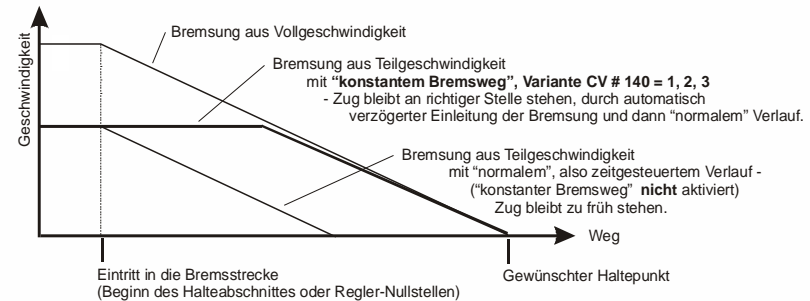 Geschwindigkeit
Bremsung aus Vollgeschwindigkeit
Bremsung aus Teilgeschwindigkeit
mit “konstantem Bremsweg”, Variante CV # 140 = 1, 2, 3
- Zug bleibt an richtiger Stelle stehen, durch automatisch
verzögerter Einleitung der Bremsung und dann “normalem” Verlauf.
Bremsung aus Teilgeschwindigkeit
mit “normalem”, also zeitgesteuertem Verlauf -
(“konstanter Bremsweg” nicht aktiviert)
Zug bleibt zu früh stehen.
Weg
Eintritt in die Bremsstrecke
(Beginn des Halteabschnittes oder Regler-Nullstellen)
Gewünschter Haltepunkt